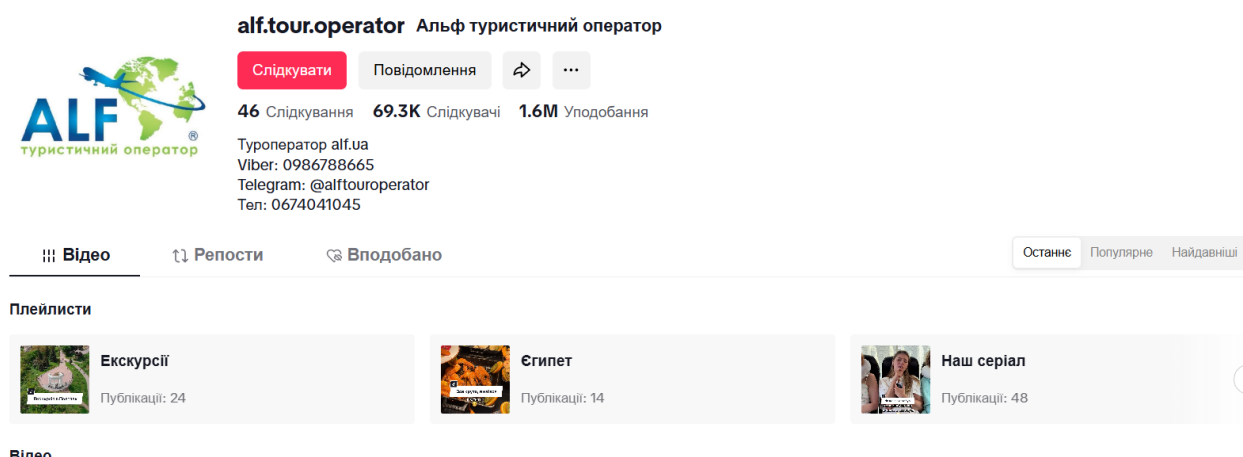 alf.tour.operator Альф туристичний оператор
ALF ®
туристичний оператор
Слідкувати Повідомлення
46 Слідкування 69.3K Слідкувачі 1.6M Уподобання
Туроператор alf.ua
Viber: 0986788665
Telegram: @alftouroperator
Тел: 0674041045
Відео Репости Вподобано
Останнє Популярне Найдавніші
Плейлисти
Екскурсії
Публікації: 24
Єгипет
Публікації: 14
Наш серіал
Публікації: 48
Відео